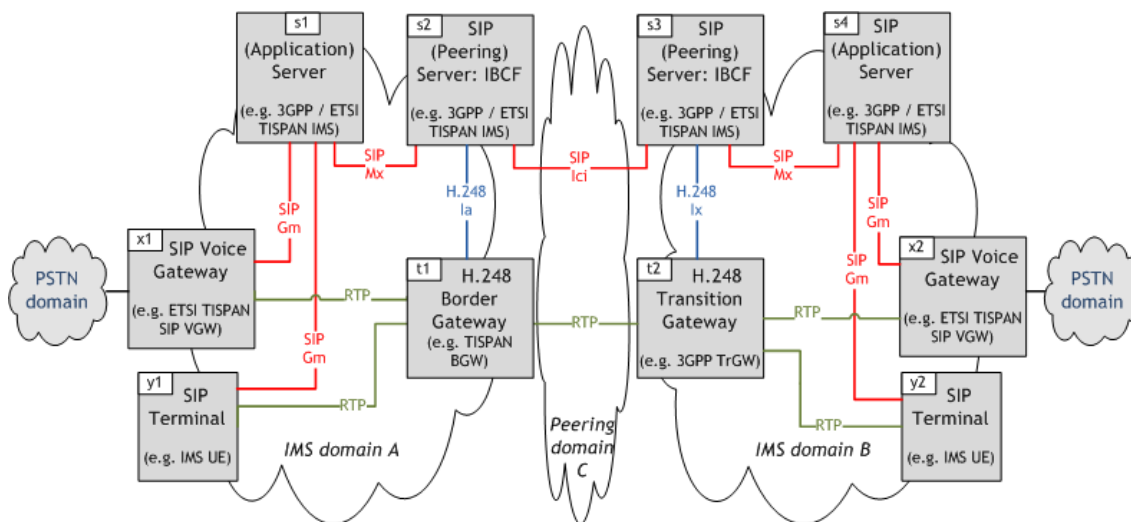 s1
SIP
(Application)
Server
(e.g. 3GPP / ETSI
TISPAN IMS)
s2
SIP
(Peering)
Server: IBCF
(e.g. 3GPP / ETSI
TISPAN IMS)
s3
SIP
(Peering)
Server: IBCF
(e.g. 3GPP / ETSI
TISPAN IMS)
s4
SIP
(Application)
Server
(e.g. 3GPP / ETSI
TISPAN IMS)
SIP
Mx
SIP
Ici
SIP
Mx
SIP
Gm
H.248
Ia
H.248
Ix
SIP
Gm
PSTN
domain
x1
SIP Voice
Gateway
(e.g. ETSI TISPAN
SIP VGW)
RTP
t1
H.248
Border
Gateway
(e.g. TISPAN
BGW)
RTP
t2
H.248
Transition
Gateway
(e.g. 3GPP TrGW)
RTP
SIP
Gm
x2
SIP Voice
Gateway
(e.g. ETSI TISPAN
SIP VGW)
PSTN
domain
SIP
Gm
y1
SIP
Terminal
(e.g. IMS UE)
RTP
IMS domain A
Peering
domain
C
IMS domain B
RTP
y2
SIP
Terminal
(e.g. IMS UE)